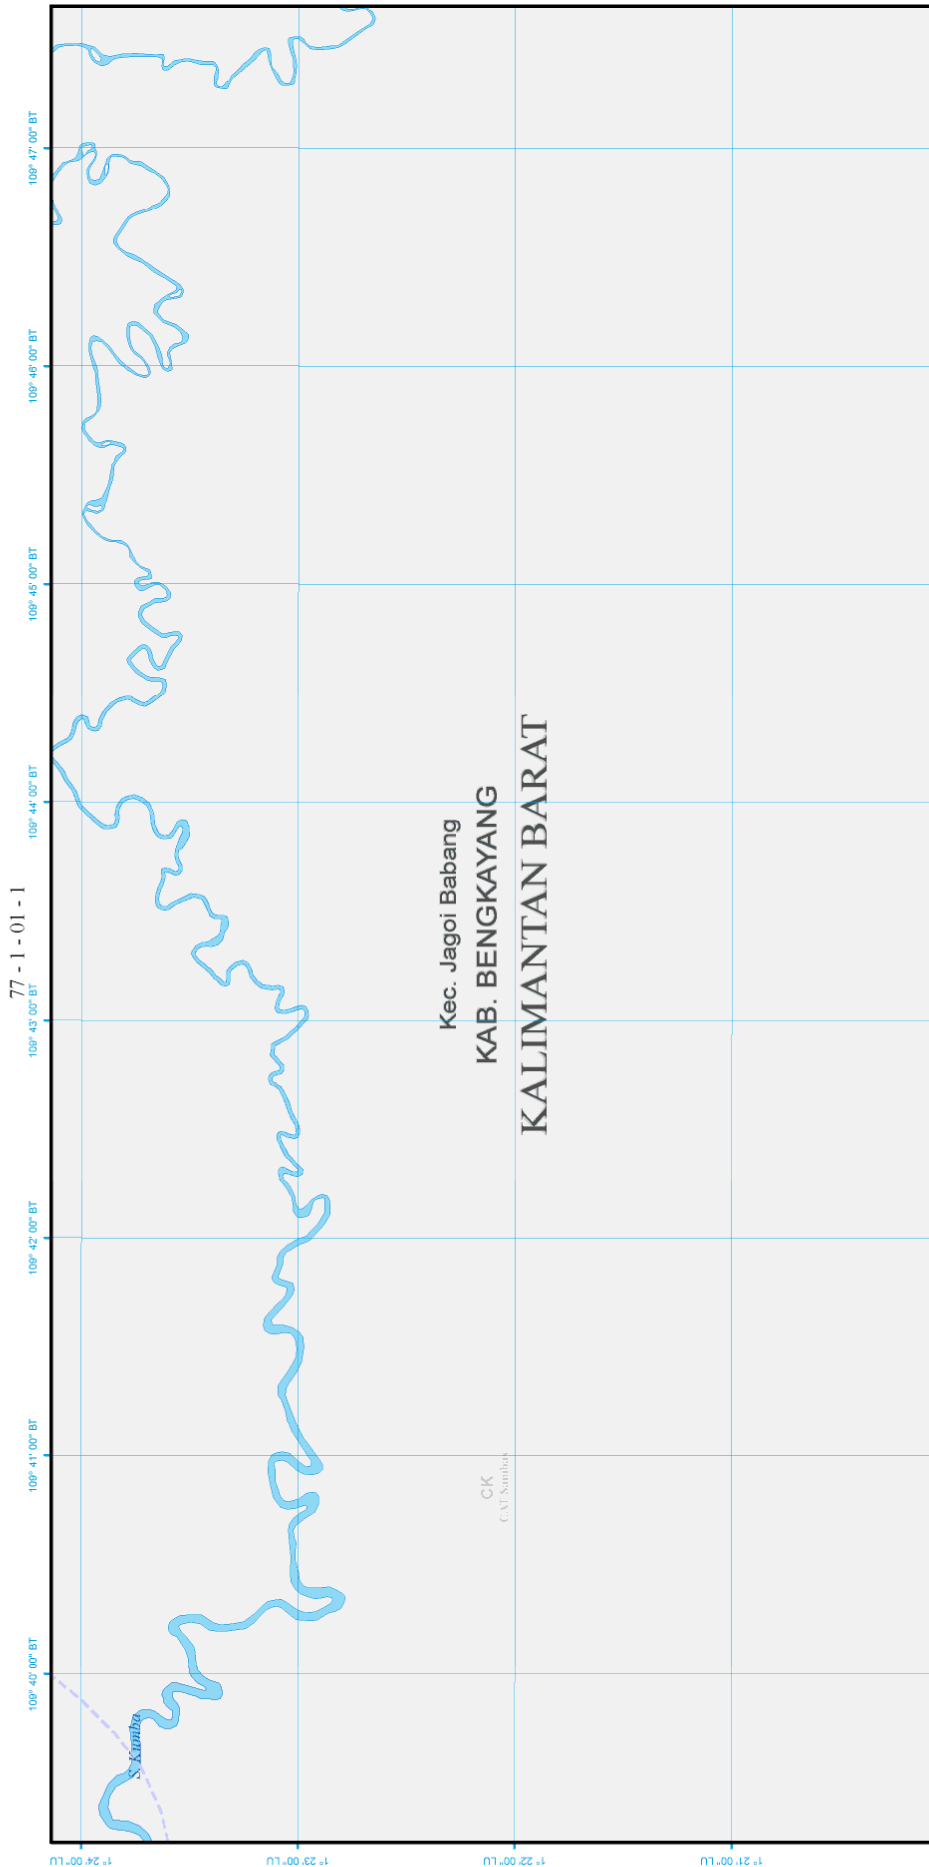 77 - 1 - 01 - 1
109° 40' 00" BT
109° 41' 00" BT
109° 42' 00" BT
109° 43' 00" BT
109° 44' 00" BT
109° 45' 00" BT
109° 46' 00" BT
109° 47' 00" BT
1° 24' 00" LU
1° 23' 00" LU
1° 22' 00" LU
1° 21' 00" LU
S. Kumba
Kec. Jagoi Babang
KAB. BENGKAYANG
KALIMANTAN BARAT
CK
CAT Sambas